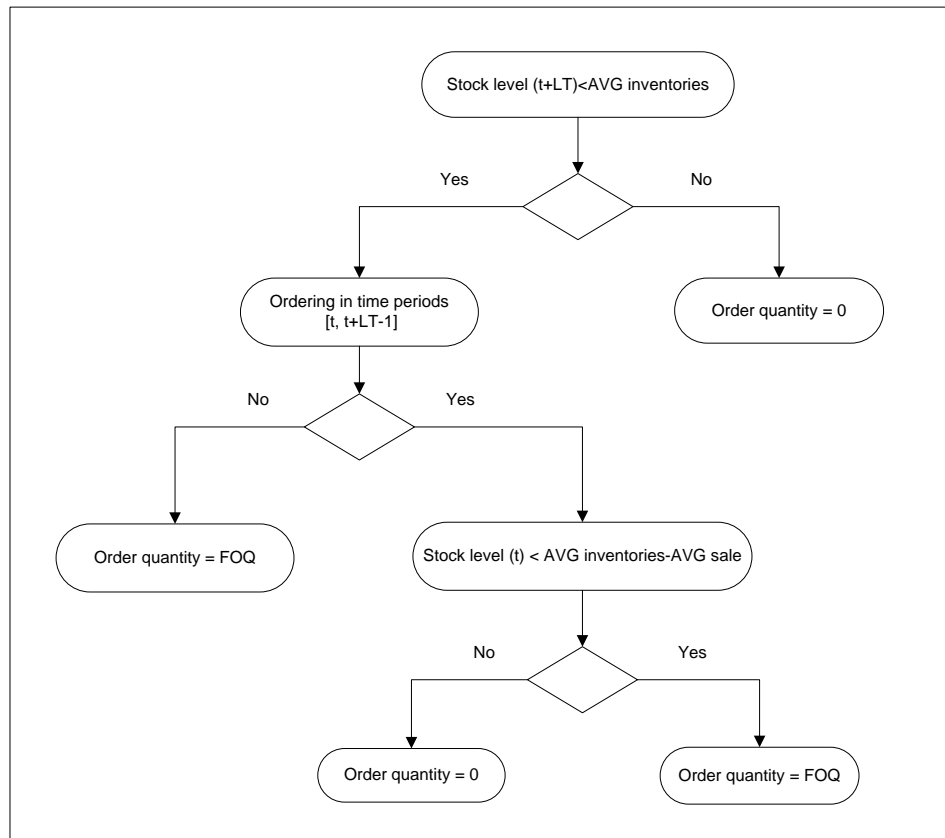 Stock level (t+LT)<AVG inventories
Yes
No
Ordering in time periods
[t, t+LT-1]
Order quantity = 0
No
Yes
Order quantity = FOQ
Stock level (t) < AVG inventories-AVG sale
No
Yes
Order quantity = 0
Order quantity = FOQ